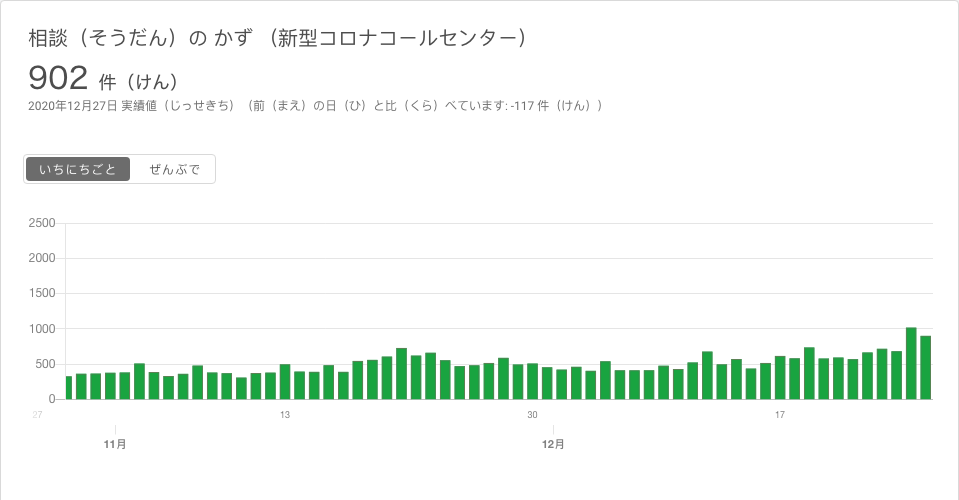 相談（そうだん）の かず （新型コロナコールセンター）
902 件（けん）
2020年12月27日 実績値（じっせきち）（前（まえ）の日（ひ）と比（くら）べています: -117 件（けん））
いちにちごと ぜんぶで
2500
2000
1500
1000
500
0
27 13 30 17
11月 12月